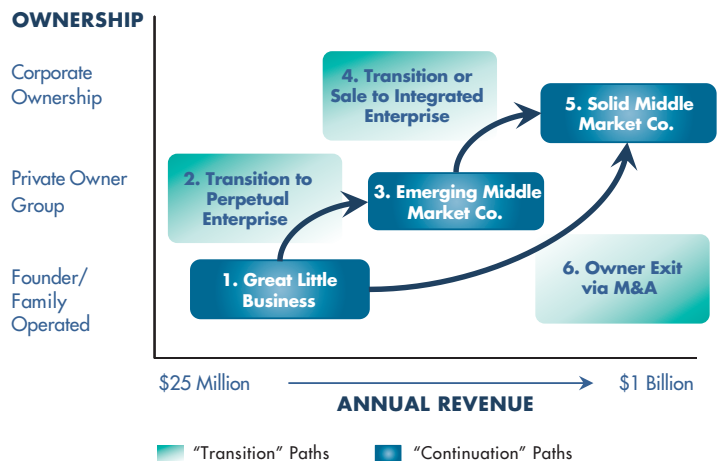 OWNERSHIP
Corporate
Ownership
4. Transition or
Sale to Integrated
Enterprise
5. Solid Middle
Market Co.
Private Owner
Group
2. Transition to
Perpetual
Enterprise
3. Emerging Middle
Market Co.
Founder/
Family
Operated
1. Great Little
Business
6. Owner Exit
via M&A
$25 Million
$1 Billion
ANNUAL REVENUE
“Transition” Paths
“Continuation” Paths